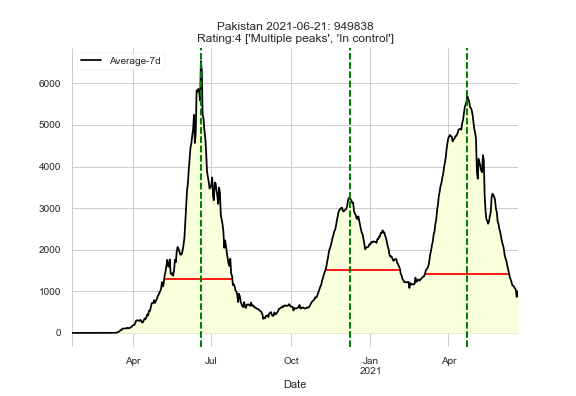 Pakistan 2021-06-21: 949838
Rating:4 ['Multiple peaks', 'In control']
Average-7d
6000
5000
4000
3000
2000
1000
0
Apr Jul Oct Jan Apr
2021
Date